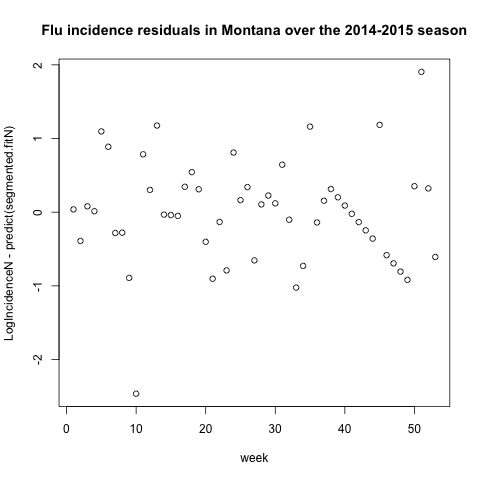 Flu incidence residuals in Montana over the 2014-2015 season
LogIncidenceN - predict(segmented.fitN)
2
1
0
-1
-2
0 10 20 30 40 50
week